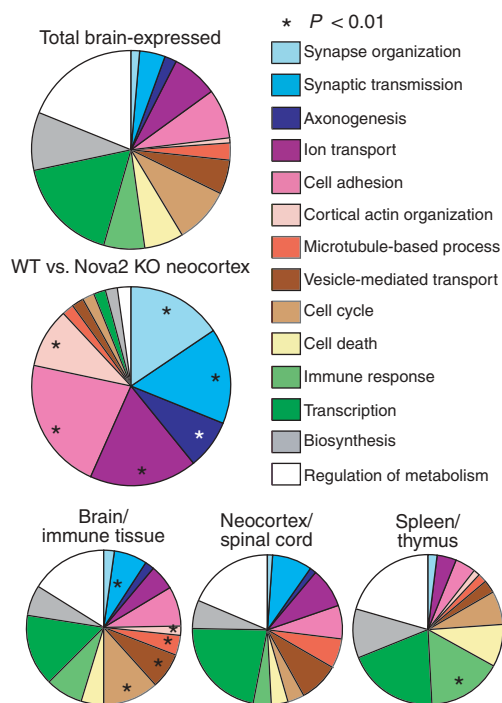 * P < 0.01
Total brain-expressed
Synapse organization
Synaptic transmission
Axonogenesis
Ion transport
Cell adhesion
Cortical actin organization
Microtubule-based process
Vesicle-mediated transport
Cell cycle
Cell death
Immune response
Transcription
Biosynthesis
Regulation of metabolism
WT vs. Nova2 KO neocortex
*
*
*
*
*
*
Brain/
immune tissue
*
*
*
*
*
Neocortex/
spinal cord
Spleen/
thymus
*